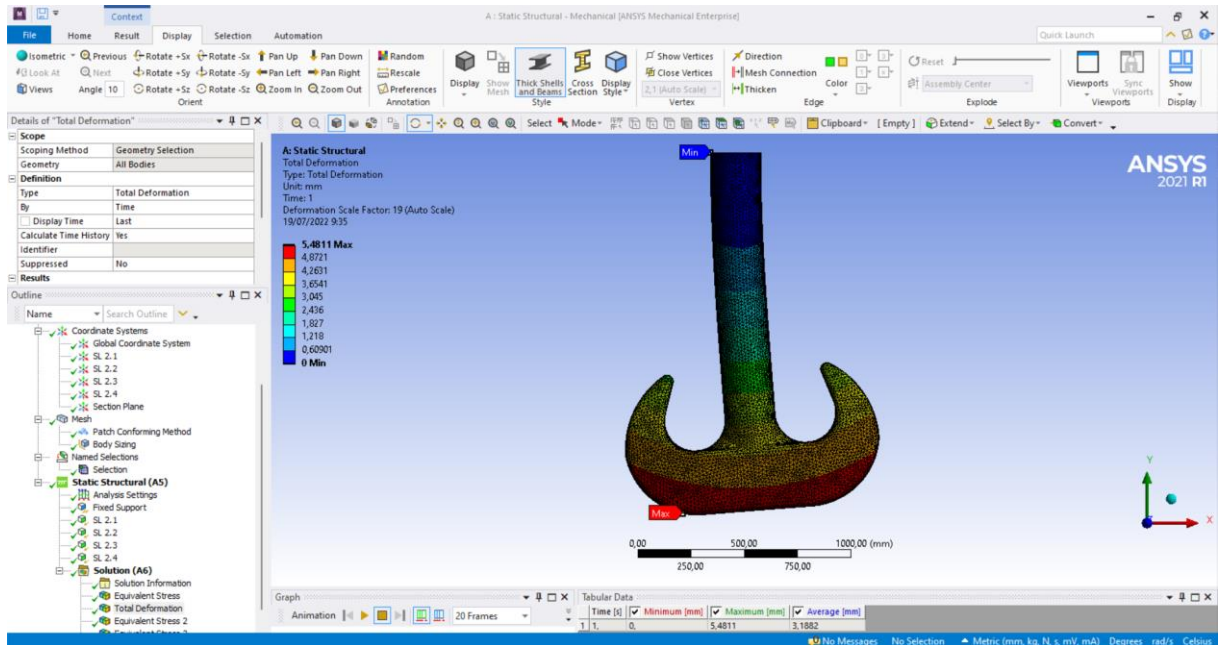 Context
A : Static Structural - Mechanical [ANSYS Mechanical Enterprise]
File Home Result Display Selection Automation
Quick Launch
Isometric Previous Rotate +Sx Rotate -Sx Pan Up Pan Down Random
Look At Next Rotate +Sy Rotate -Sy Pan Left Pan Right Rescale
Views Angle 10 Rotate +Sz Rotate -Sz Zoom In Zoom Out Preferences
Orient Annotation
Display Show Mesh Thick Shells and Beams Cross Section Display Style
Style
Show Vertices
Close Vertices
2,1 (Auto Scale)
Vertex
Direction
Mesh Connection
Thicken
Color
Edge
Reset
Assembly Center
Explode
Viewports Sync Viewports
Viewports
Show
Display
Details of "Total Deformation"
Select Mode Clipboard [ Empty ] Extend Select By Convert
Scope
Scoping Method Geometry Selection
Geometry All Bodies
Definition
Type Total Deformation
By Time
Display Time Last
Calculate Time History Yes
Identifier
Suppressed No
Results
Outline
Name Search Outline
Coordinate Systems
Global Coordinate System
SL 2.1
SL 2.2
SL 2.3
SL 2.4
Section Plane
Mesh
Patch Conforming Method
Body Sizing
Named Selections
Selection
Static Structural (A5)
Analysis Settings
Fixed Support
SL 2.1
SL 2.2
SL 2.3
SL 2.4
Solution (A6)
Solution Information
Equivalent Stress
Total Deformation
Equivalent Stress 2
A: Static Structural
Total Deformation
Type: Total Deformation
Unit: mm
Time: 1
Deformation Scale Factor: 19 (Auto Scale)
19/07/2022 9:35
5,4811 Max
4,8721
4,2631
3,6541
3,045
2,436
1,827
1,218
0,60901
0 Min
Min
Max
ANSYS
2021 R1
Y
X
0,00 500,00 1000,00 (mm)
250,00 750,00
Graph
Animation 20 Frames
Tabular Data
Time [s] Minimum [mm] Maximum [mm] Average [mm]
1 1, 0, 5,4811 3,1882
No Messages No Selection Metric (mm, kg, N, s, mV, mA) Degrees rad/s Celsius